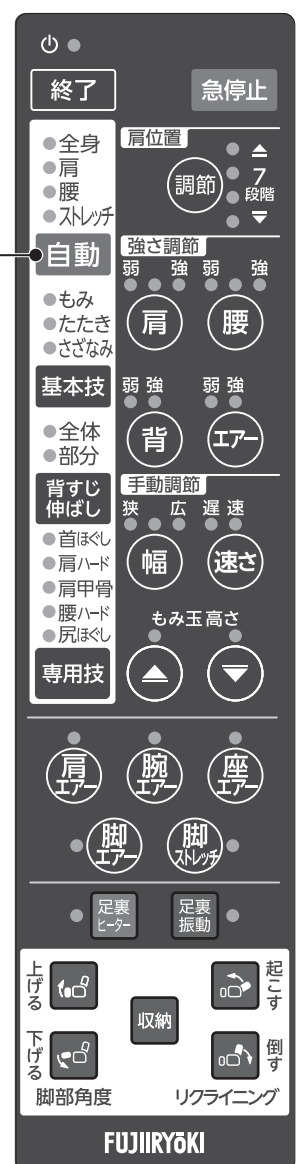 終了 急停止
全身
肩
腰
ストレッチ
自動
もみ
たたき
さざなみ
基本技
全体
部分
背すじ
伸ばし
首ほぐし
肩ハード
肩甲骨
腰ハード
尻ほぐし
専用技
肩位置
調節
7
段階
強さ調節
弱 強 弱 強
肩 腰
弱 強 弱 強
背 エアー
手動調節
狭 広 遅 速
幅 速さ
もみ玉高さ
肩
エアー
腕
エアー
座
エアー
脚
エアー
脚
ストレッチ
足裏
ヒーター
足裏
振動
上げる
下げる
脚部角度
収納
起こす
倒す
リクライニング
FUJIIRYOKI